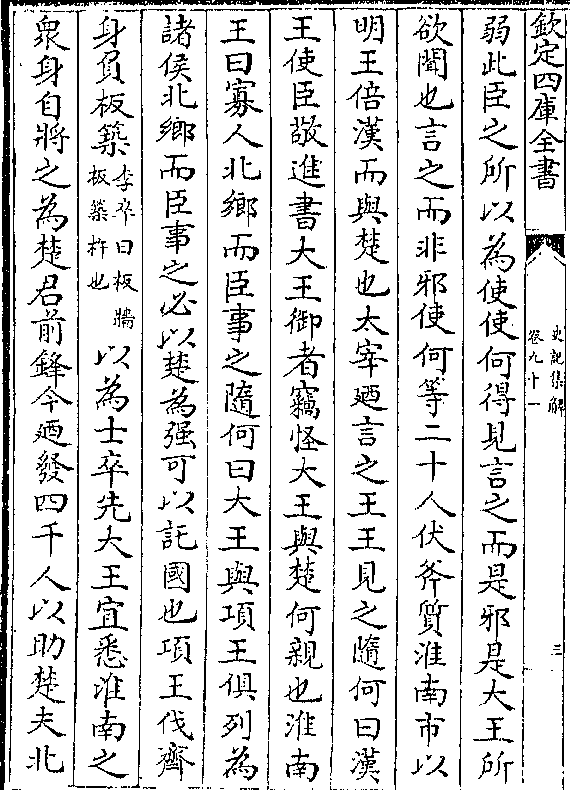 欽定四庫全書
史記集解
卷九十一
三
弱此臣之所以為使使何得見言之而是邪是大王所
欲聞也言之而非邪使何等二十人伏斧質淮南市以
明王倍漢而與楚也太宰廼言之王王見之隨何曰漢
王使臣敬進書大王御者竊怪大王與楚何親也淮南
王曰寡人北鄉而臣事之隨何曰大王與項王俱列為
諸侯北鄉而臣事之必以楚為强可以託國也項王伐齊
身負板築李竒曰板牆板築杵也以為士卒先大王宜悉淮南之
衆身自將之為楚君前鋒今廼發四千人以助楚夫北